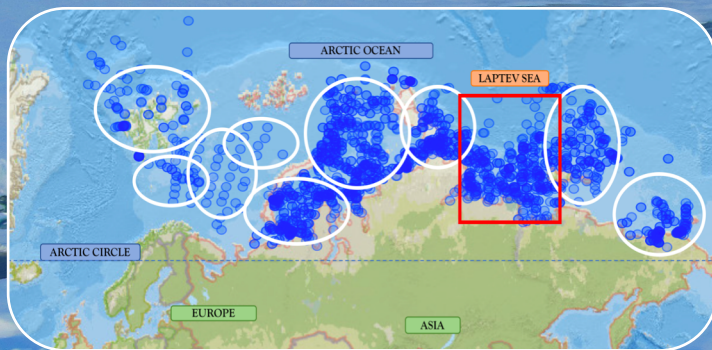 ARCTIC OCEAN
LAPTEV SEA
ARCTIC CIRCLE
EUROPE
ASIA